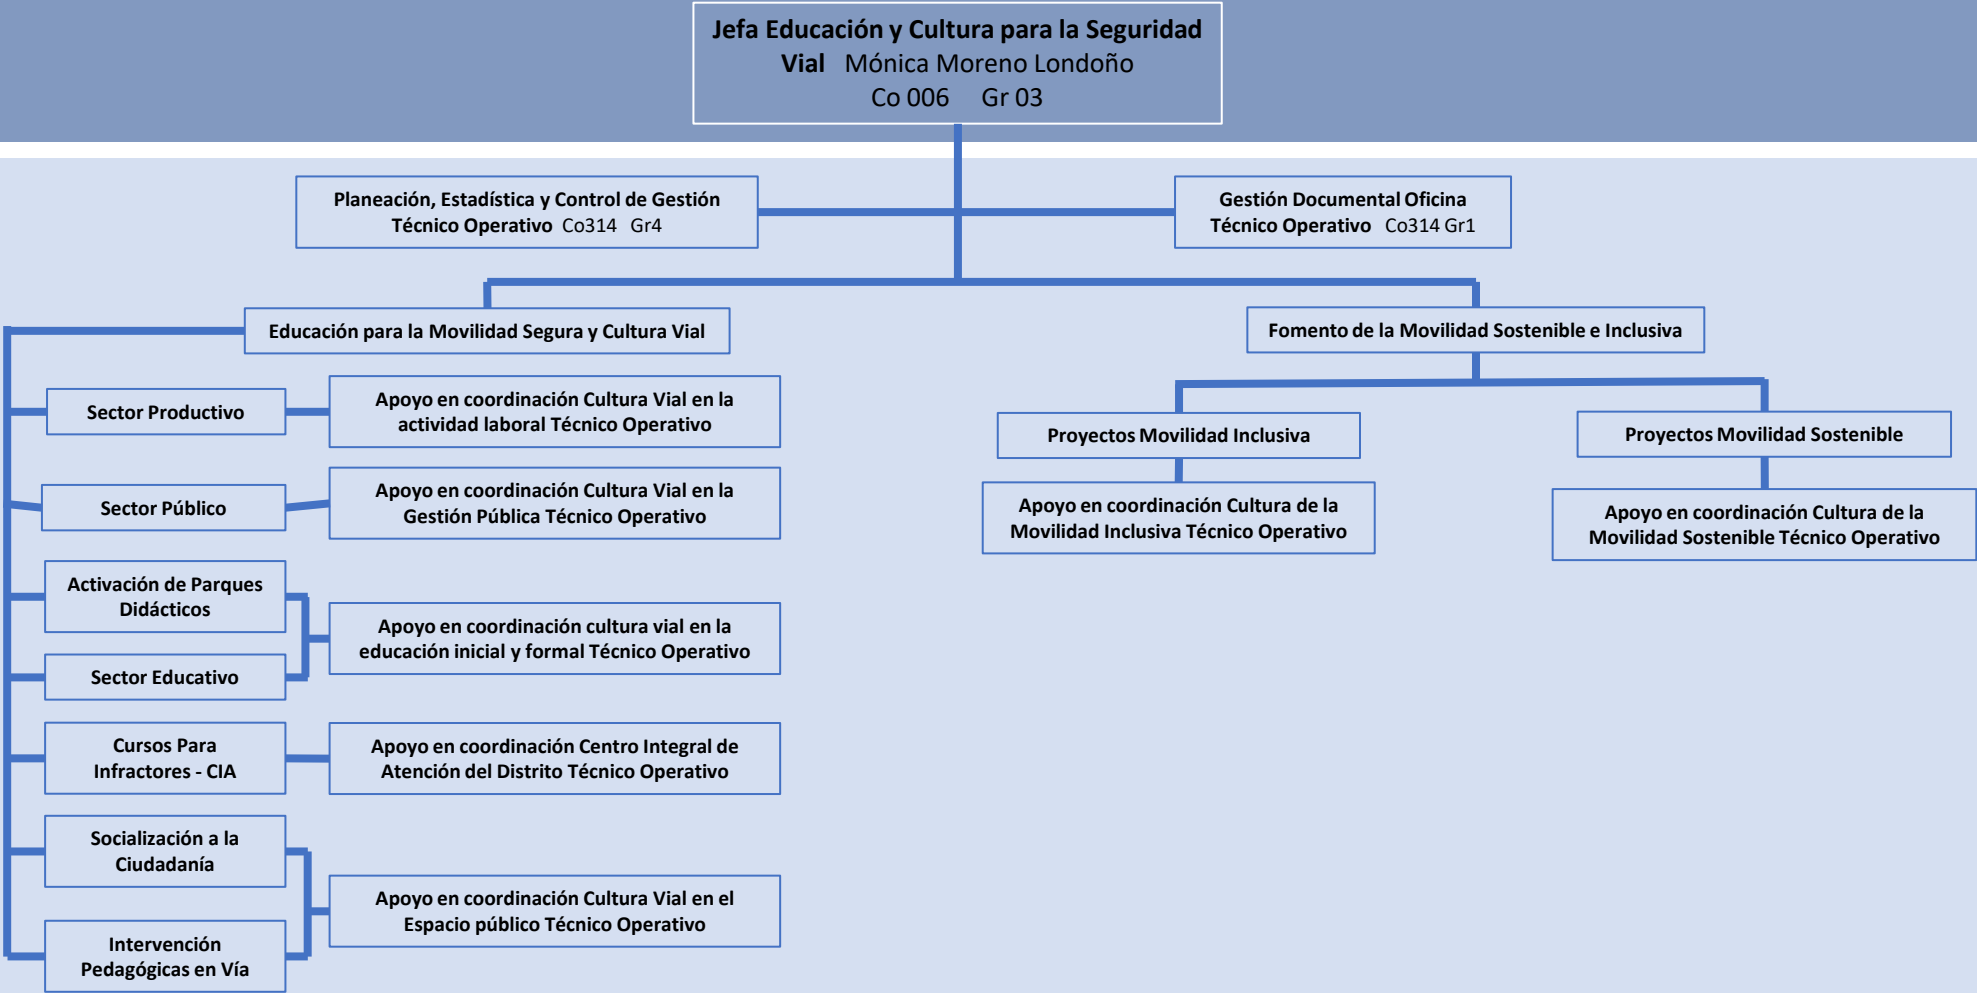 Jefa Educación y Cultura para la Seguridad
Vial Mónica Moreno Londoño
Co 006 Gr 03
Planeación, Estadística y Control de Gestión
Técnico Operativo Co314 Gr4
Gestión Documental Oficina
Técnico Operativo Co314 Gr1
Educación para la Movilidad Segura y Cultura Vial
Fomento de la Movilidad Sostenible e Inclusiva
Sector Productivo
Apoyo en coordinación Cultura Vial en la
actividad laboral Técnico Operativo
Sector Público
Apoyo en coordinación Cultura Vial en la
Gestión Pública Técnico Operativo
Activación de Parques
Didácticos
Sector Educativo
Apoyo en coordinación cultura vial en la
educación inicial y formal Técnico Operativo
Cursos Para
Infractores - CIA
Apoyo en coordinación Centro Integral de
Atención del Distrito Técnico Operativo
Socialización a la
Ciudadanía
Intervención
Pedagógicas en Vía
Apoyo en coordinación Cultura Vial en el
Espacio público Técnico Operativo
Proyectos Movilidad Inclusiva
Apoyo en coordinación Cultura de la
Movilidad Inclusiva Técnico Operativo
Proyectos Movilidad Sostenible
Apoyo en coordinación Cultura de la
Movilidad Sostenible Técnico Operativo